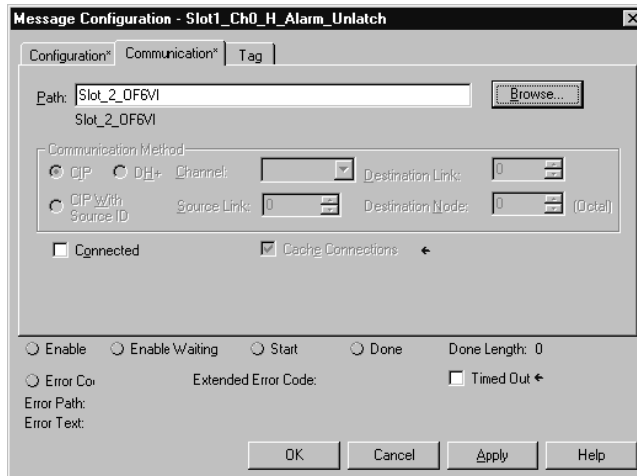 Message Configuration - Slot1_Ch0_H_Alarm_Unlatch
Configuration* Communication* Tag
Path: Slot_2_OF6VI Browse...
Slot_2_OF6VI
Communication Method
CIP DH+ Channel: Destination Link: 0
CIP With Source ID Source Link: 0 Destination Node: 0 (Octal)
Connected Cache Connections ←
Enable Enable Waiting Start Done Done Length: 0
Error Co Extended Error Code: Timed Out ←
Error Path:
Error Text:
OK Cancel Apply Help